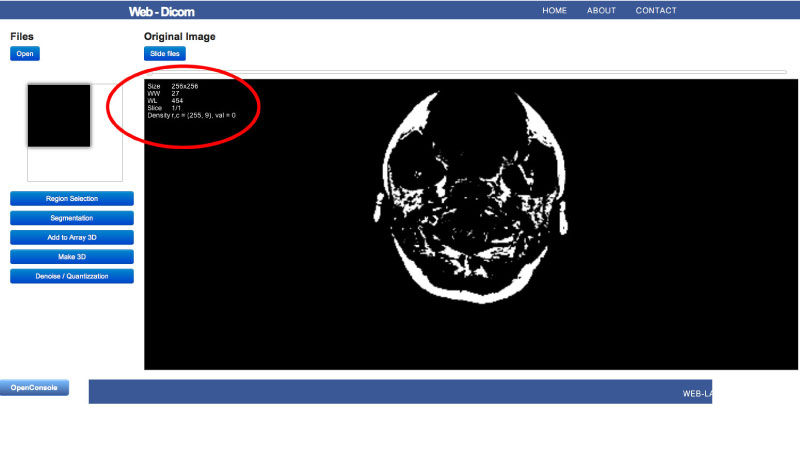 Web - Dicom
HOME ABOUT CONTACT
Files
Open
Original Image
Slide files
Size 256x256
WW 27
WL 454
Slice 1/1
Density r,c = (255, 9), val = 0
Region Selection
Segmentation
Add to Array 3D
Make 3D
Denoise / Quantizzation
OpenConsole
WEB-LA